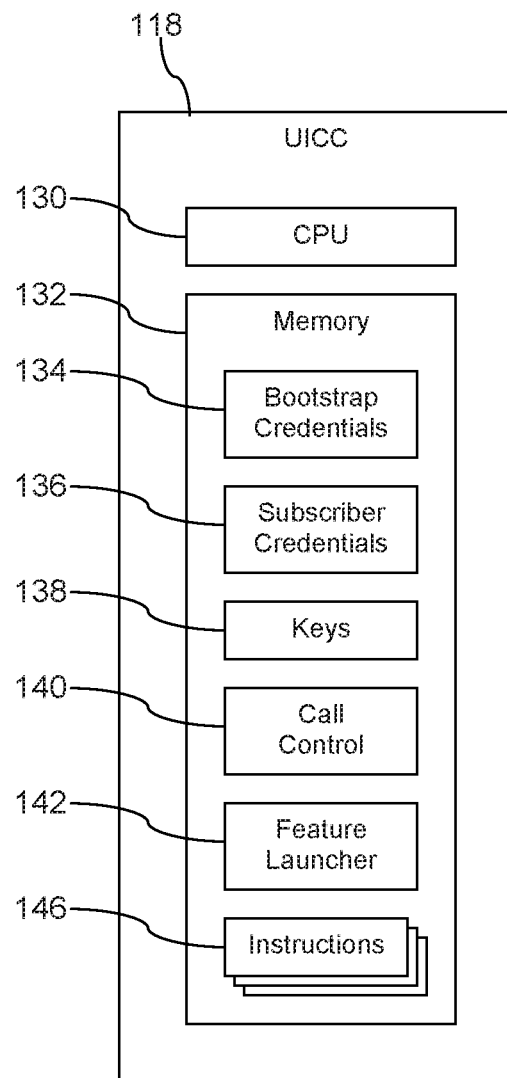 118
UICC
130
CPU
132
Memory
134
Bootstrap
Credentials
136
Subscriber
Credentials
138
Keys
140
Call
Control
142
Feature
Launcher
146
Instructions